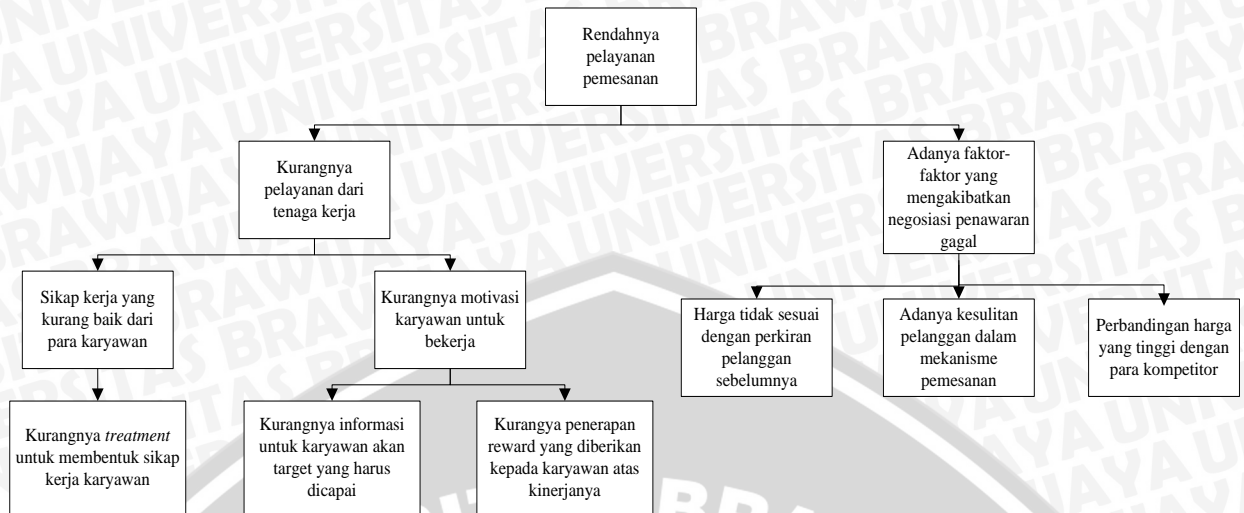 Rendahnya
pelayanan
pemesanan
Kurangnya
pelayanan dari
tenaga kerja
Adanya faktor-
faktor yang
mengakibatkan
negosiasi penawaran
gagal
Sikap kerja yang
kurang baik dari
para karyawan
Kurangnya motivasi
karyawan untuk
bekerja
Harga tidak sesuai
dengan perkiran
pelanggan
sebelumnya
Adanya kesulitan
pelanggan dalam
mekanisme
pemesanan
Perbandingan harga
yang tinggi dengan
para kompetitor
Kurangnya treatment
untuk membentuk sikap
kerja karyawan
Kurangnya informasi
untuk karyawan akan
target yang harus
dicapai
Kurangya penerapan
reward yang diberikan
kepada karyawan atas
kinerjanya